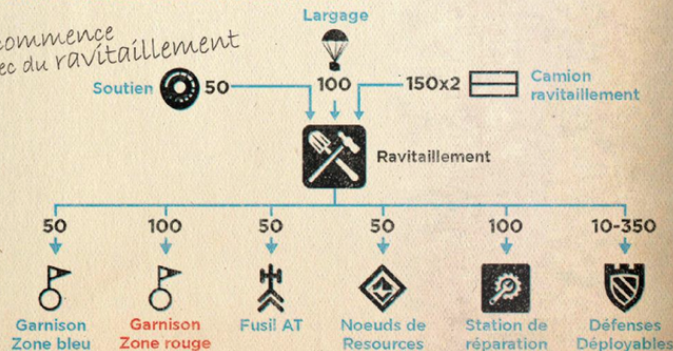 Largage
commence
ec du ravitaillement
Soutien 50
100
150x2 Camion
ravitaillement
Ravitaillement
50 100 50 50 100 10-350
Garnison Garnison Fusil AT Noeuds de Station de Défenses
Zone bleu Zone rouge Resources réparation Déployables